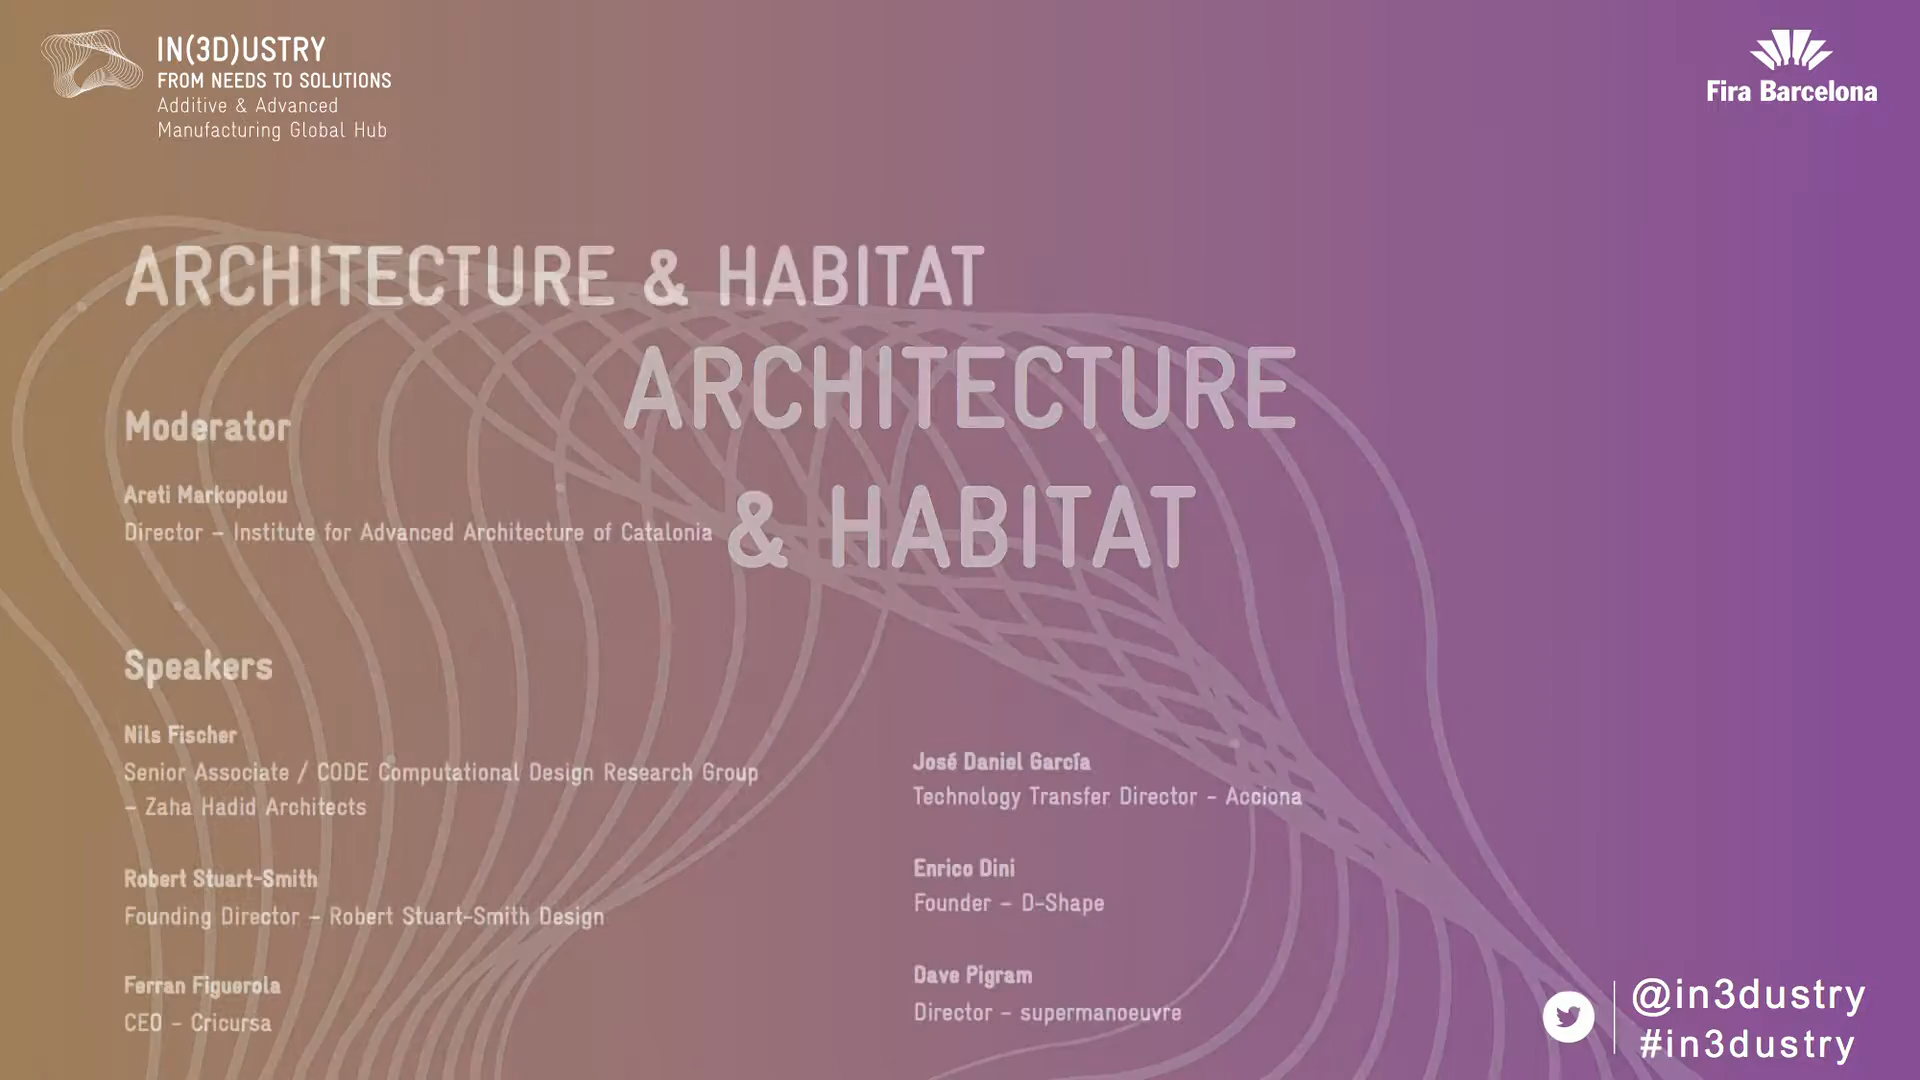 IN(3D)USTRY
FROM NEEDS TO SOLUTIONS
Additive & Advanced
Manufacturing Global Hub
Fira Barcelona
ARCHITECTURE & HABITAT
ARCHITECTURE
& HABITAT
Moderator
Areti Markopolou
Director – Institute for Advanced Architecture of Catalonia
Speakers
Nils Fischer
Senior Associate / CODE Computational Design Research Group
– Zaha Hadid Architects
Robert Stuart-Smith
Founding Director – Robert Stuart-Smith Design
Ferran Figuerola
CEO – Cricursa
José Daniel García
Technology Transfer Director – Acciona
Enrico Dini
Founder – D-Shape
Dave Pigram
Director – supermanoeuvre
@in3dustry
#in3dustry